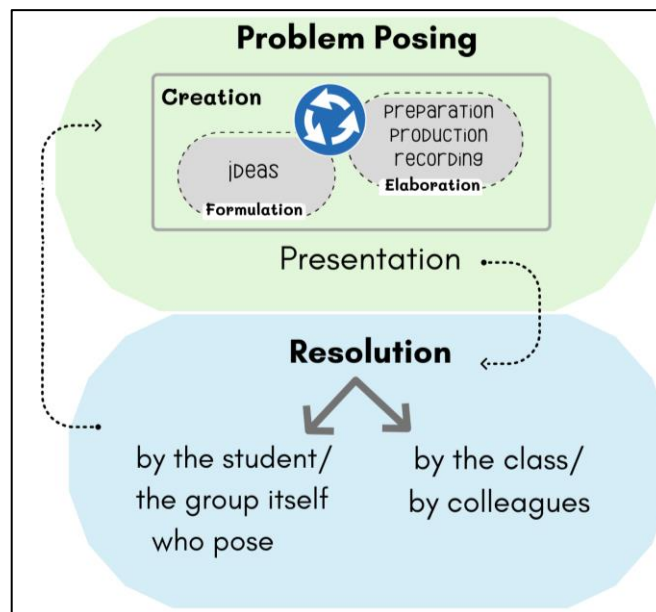 Problem Posing
Creation
PREPARATION
PRODUCTION
RECORDING
Elaboration
IDEAS
Formulation
Presentation
Resolution
by the student/
the group itself
who pose
by the class/
by colleagues